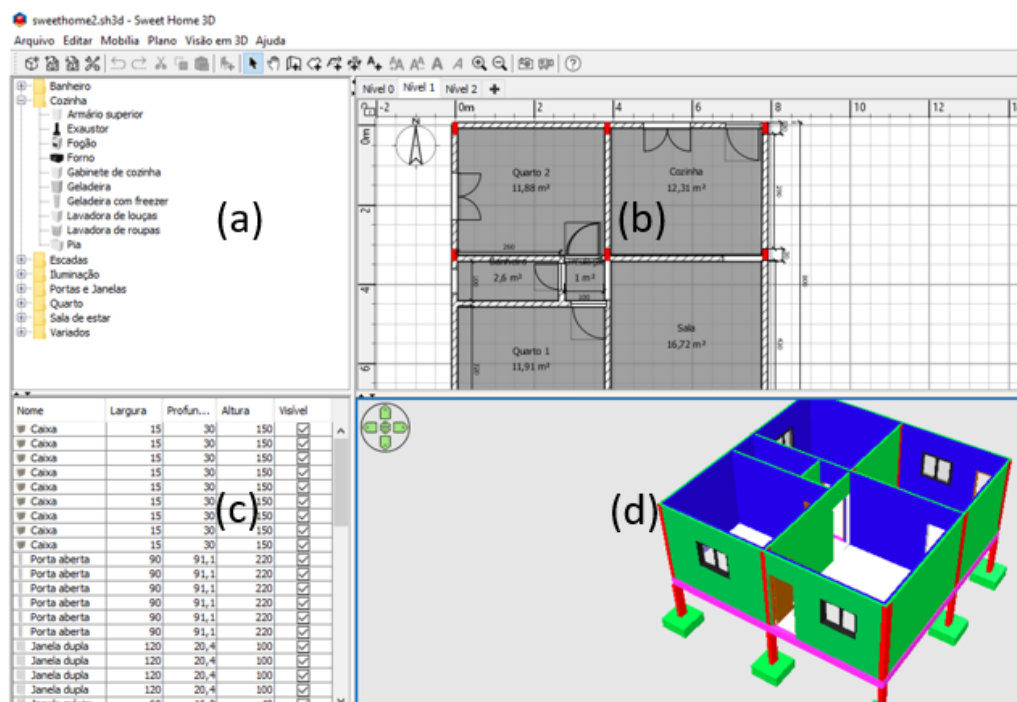 sweethome2.sh3d - Sweet Home 3D
Arquivo Editar Mobília Plano Visão em 3D Ajuda
Banheiro
Cozinha
Armário superior
Exaustor
Fogão
Forno
Gabinete de cozinha
Geladeira
Geladeira com freezer
Lavadora de louças
Lavadora de roupas
Pia
Escadas
Iluminação
Portas e Janelas
Quarto
Sala de estar
Variados
(a)
Nível 0 Nível 1 Nível 2
-2 0m 2 4 6 8 10 12
0m
2
4
6
N
Quarto 2
11,88 m²
Cozinha
12,31 m²
(b)
260
Banheiro
2,6 m²
1 m²
100
Sala
16,72 m²
Quarto 1
11,91 m²
Nome Largura Profun... Altura Visível
Caixa 15 30 150
Caixa 15 30 150
Caixa 15 30 150
Caixa 15 30 150
Caixa 15 30 150
Caixa 15 30 150
Caixa 15 30 150
Caixa 15 30 150
Caixa 15 30 150
Porta aberta 90 91,1 220
Porta aberta 90 91,1 220
Porta aberta 90 91,1 220
Porta aberta 90 91,1 220
Porta aberta 90 91,1 220
Porta aberta 90 91,1 220
Janela dupla 120 20,4 100
Janela dupla 120 20,4 100
Janela dupla 120 20,4 100
Janela dupla 120 20,4 100
(c)
(d)